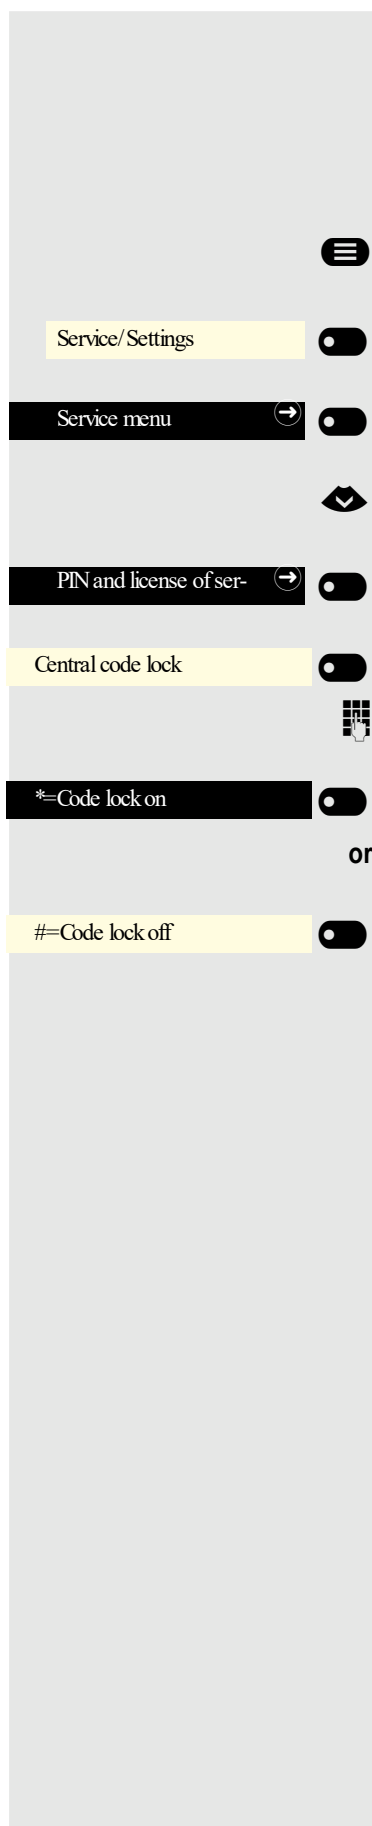 Service/Settings
Service menu
PIN and license of ser-
Central code lock
*=Code lock on
or
#=Code lock off